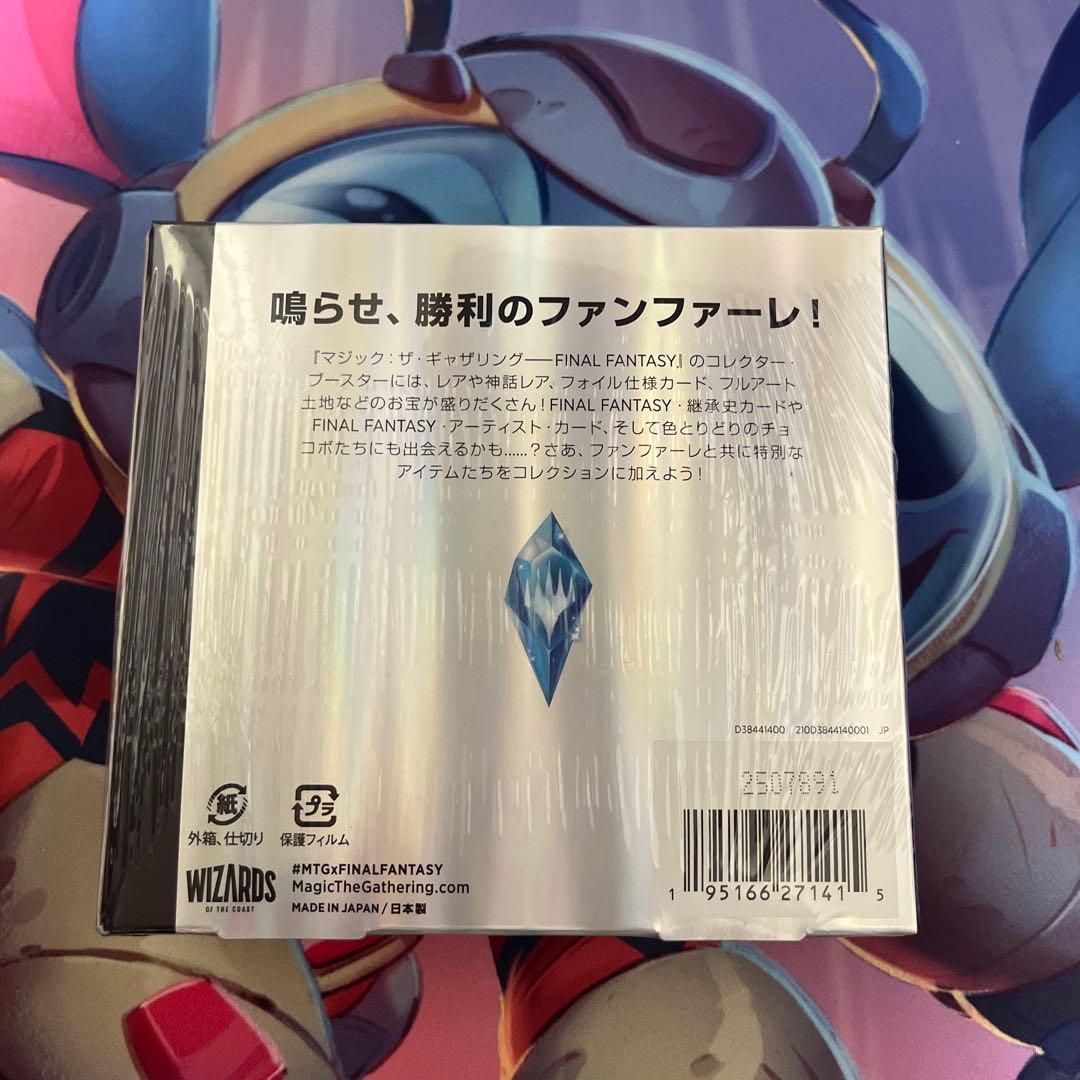 鳴らせ、勝利のファンファーレ!
『マジック:ザ・ギャザリング——FINAL FANTASY』のコレクター・
ブースターには、レアや神話レア、フォイル仕様カード、フルアート
土地などのお宝が盛りだくさん!FINAL FANTASY・継承史カードや
FINAL FANTASY・アーティスト・カード、そして色とりどりのチョ
コボたちにも出会えるかも……?さあ、ファンファーレと共に特別な
アイテムたちをコレクションに加えよう!
D38441400 210D3844140001 JP
2507891
紙
外箱、仕切り
プラ
保護フィルム
WIZARDS
OF THE COAST
#MTGxFINALFANTASY
MagicTheGathering.com
MADE IN JAPAN / 日本製
1 95166 27141 5